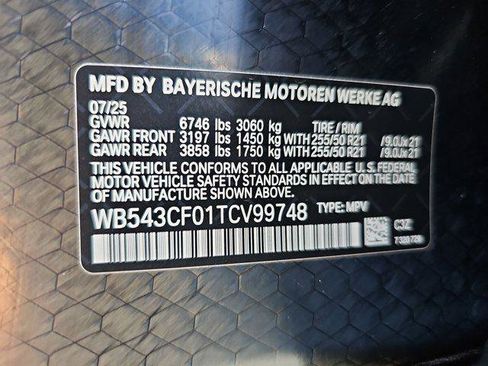 MFD BY BAYERISCHE MOTOREN WERKE AG
07/25
GVWR 6746 lbs 3060 kg TIRE / RIM
GAWR FRONT 3197 lbs 1450 kg WITH 255/50 R21 /9.0Jx21
GAWR REAR 3858 lbs 1750 kg WITH 255/50 R21 /9.0Jx21
THIS VEHICLE CONFORMS TO ALL APPLICABLE U.S. FEDERAL
MOTOR VEHICLE SAFETY STANDARDS IN EFFECT ON THE
DATE OF MANUFACTURE SHOWN ABOVE.
WB543CF01TCV99748 TYPE: MPV